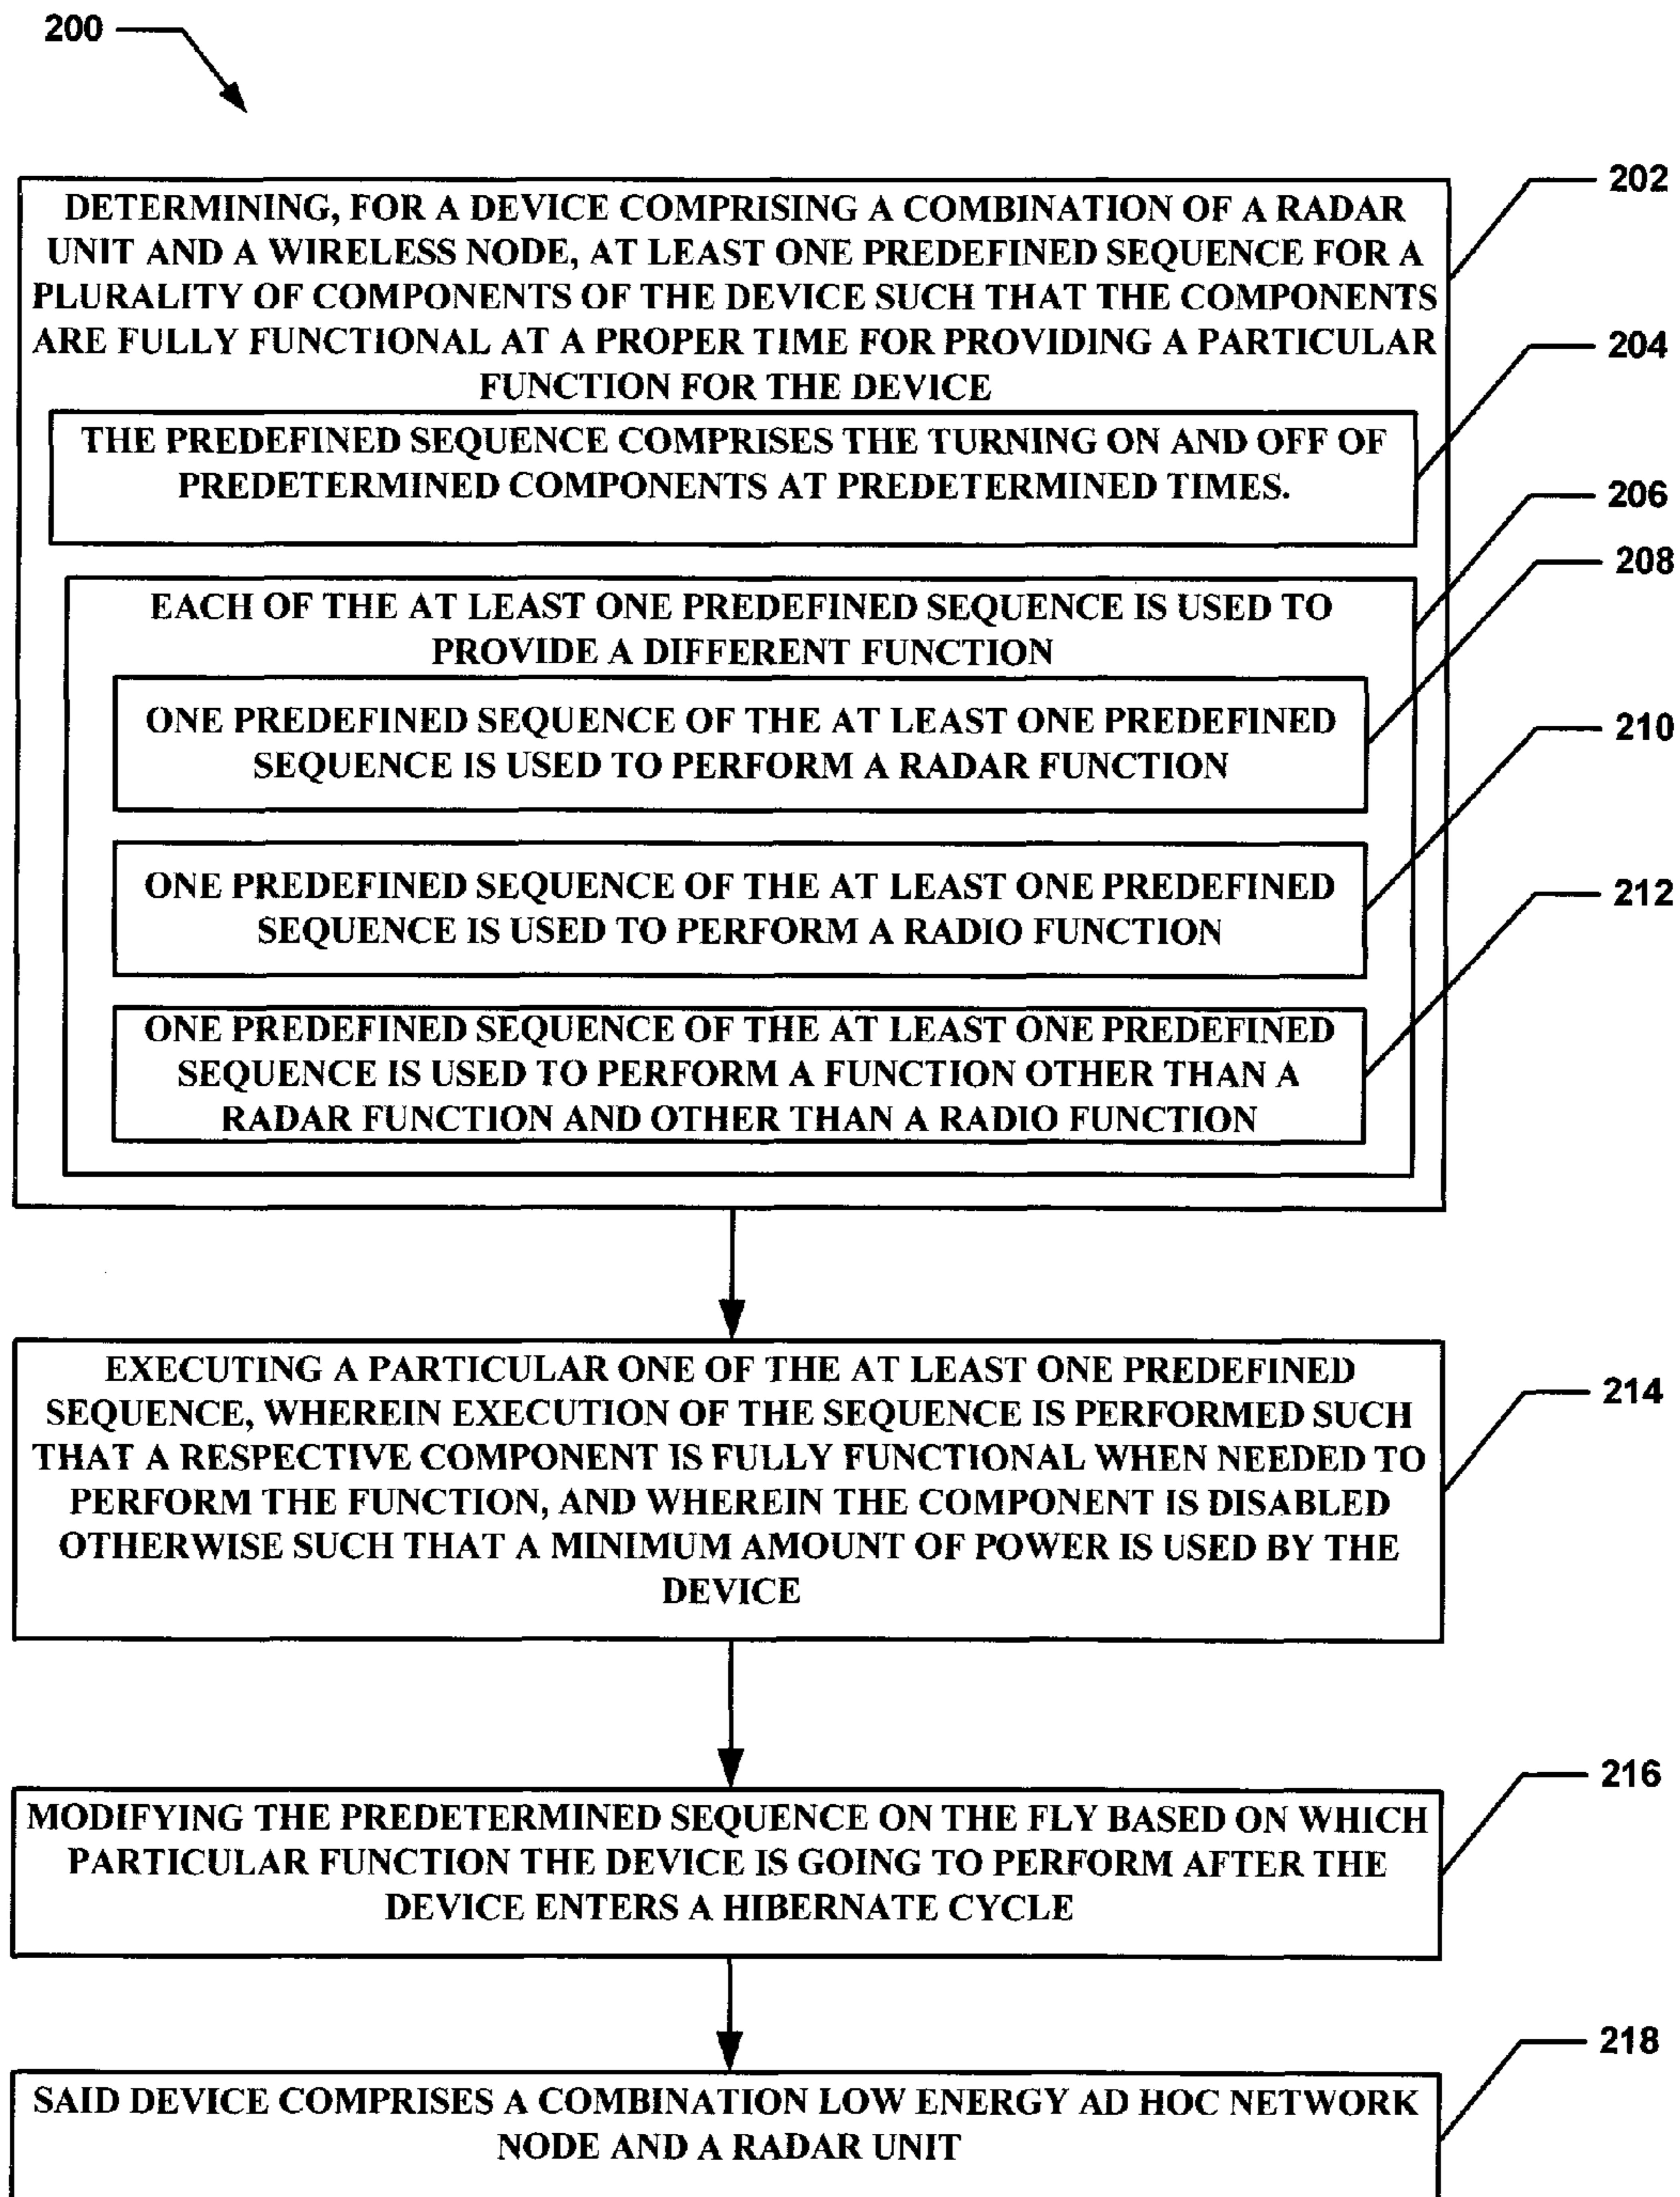 200
202
DETERMINING, FOR A DEVICE COMPRISING A COMBINATION OF A RADAR
UNIT AND A WIRELESS NODE, AT LEAST ONE PREDEFINED SEQUENCE FOR A
PLURALITY OF COMPONENTS OF THE DEVICE SUCH THAT THE COMPONENTS
ARE FULLY FUNCTIONAL AT A PROPER TIME FOR PROVIDING A PARTICULAR
FUNCTION FOR THE DEVICE
204
THE PREDEFINED SEQUENCE COMPRISES THE TURNING ON AND OFF OF
PREDETERMINED COMPONENTS AT PREDETERMINED TIMES.
206
EACH OF THE AT LEAST ONE PREDEFINED SEQUENCE IS USED TO
PROVIDE A DIFFERENT FUNCTION
208
ONE PREDEFINED SEQUENCE OF THE AT LEAST ONE PREDEFINED
SEQUENCE IS USED TO PERFORM A RADAR FUNCTION
210
ONE PREDEFINED SEQUENCE OF THE AT LEAST ONE PREDEFINED
SEQUENCE IS USED TO PERFORM A RADIO FUNCTION
212
ONE PREDEFINED SEQUENCE OF THE AT LEAST ONE PREDEFINED
SEQUENCE IS USED TO PERFORM A FUNCTION OTHER THAN A
RADAR FUNCTION AND OTHER THAN A RADIO FUNCTION
214
EXECUTING A PARTICULAR ONE OF THE AT LEAST ONE PREDEFINED
SEQUENCE, WHEREIN EXECUTION OF THE SEQUENCE IS PERFORMED SUCH
THAT A RESPECTIVE COMPONENT IS FULLY FUNCTIONAL WHEN NEEDED TO
PERFORM THE FUNCTION, AND WHEREIN THE COMPONENT IS DISABLED
OTHERWISE SUCH THAT A MINIMUM AMOUNT OF POWER IS USED BY THE
DEVICE
216
MODIFYING THE PREDETERMINED SEQUENCE ON THE FLY BASED ON WHICH
PARTICULAR FUNCTION THE DEVICE IS GOING TO PERFORM AFTER THE
DEVICE ENTERS A HIBERNATE CYCLE
218
SAID DEVICE COMPRISES A COMBINATION LOW ENERGY AD HOC NETWORK
NODE AND A RADAR UNIT